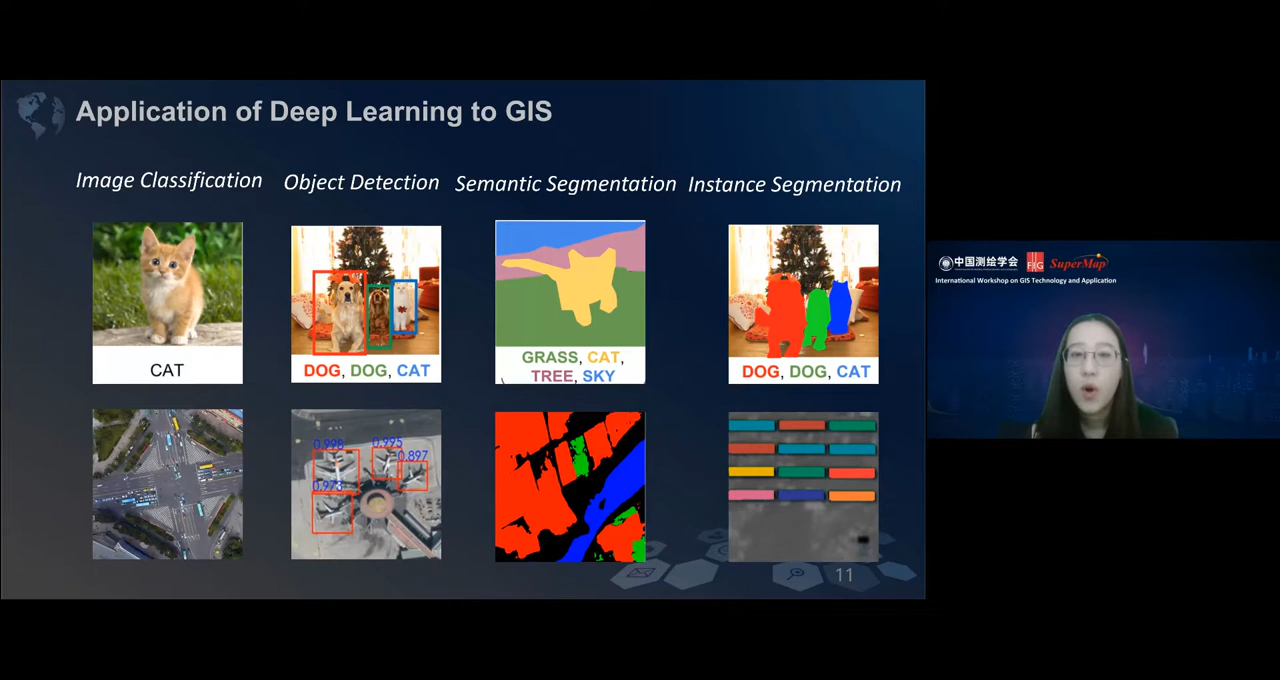 Application of Deep Learning to GIS
Image Classification
Object Detection
Semantic Segmentation
Instance Segmentation
CAT
DOG, DOG, CAT
GRASS, CAT,
TREE, SKY
DOG, DOG, CAT
0.998
0.995
0.897
0.973
11
中国测绘学会
FIG
SuperMap
International Workshop on GIS Technology and Application